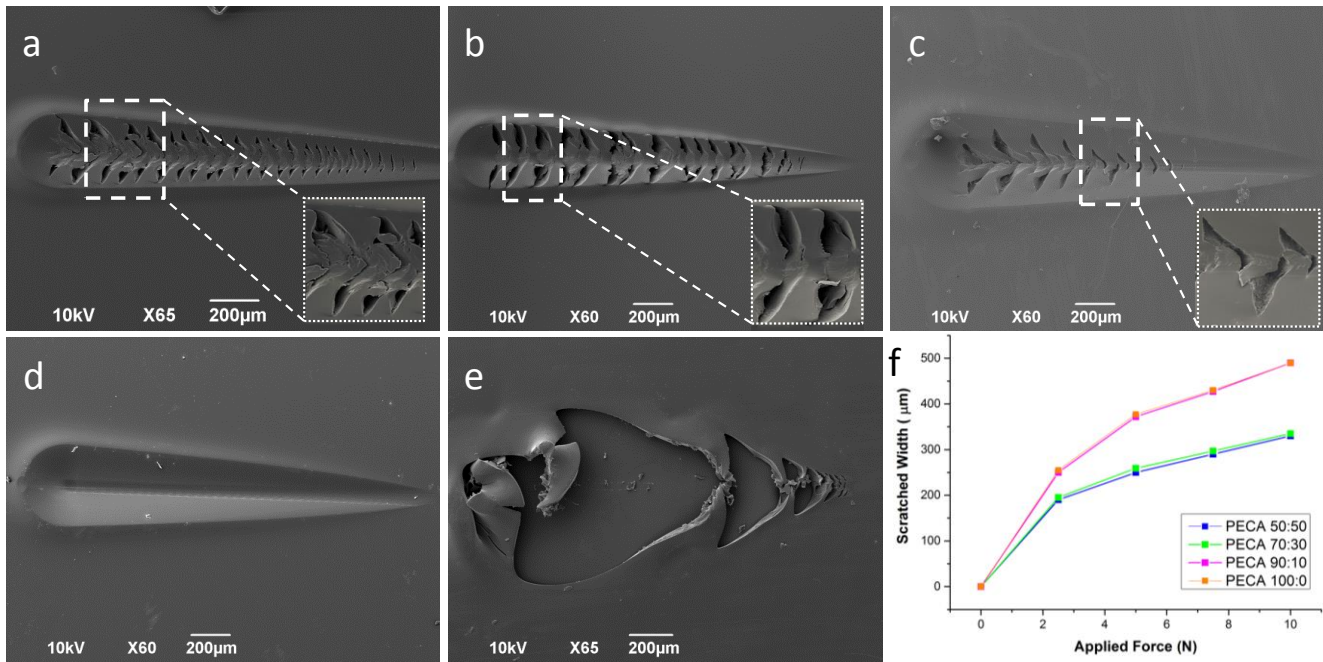 a
10kV X65 200μm
b
10kV X60 200μm
c
10kV X60 200μm
d
10kV X60 200μm
e
10kV X65 200μm
f
500
400
300
200
100
0
Scratched Width ( μm)
PECA 50:50
PECA 70:30
PECA 90:10
PECA 100:0
0 2 4 6 8 10
Applied Force (N)